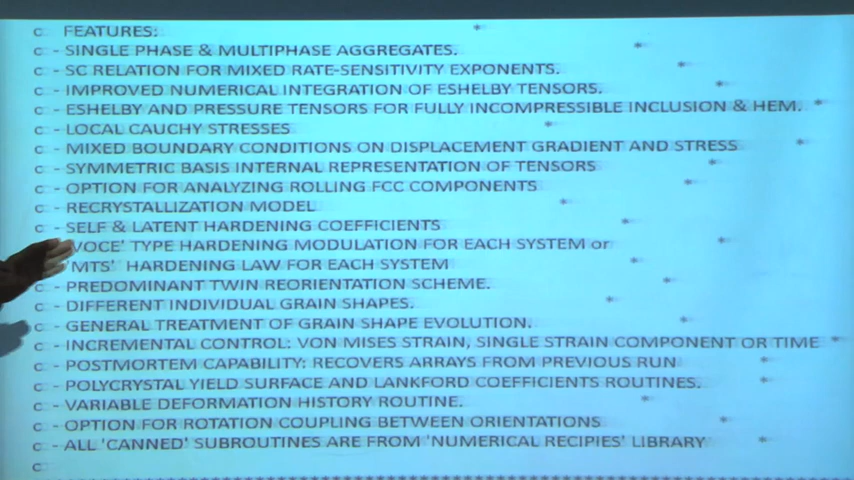 c FEATURES: *
c - SINGLE PHASE & MULTIPHASE AGGREGATES. *
c - SC RELATION FOR MIXED RATE-SENSITIVITY EXPONENTS. *
c - IMPROVED NUMERICAL INTEGRATION OF ESHELBY TENSORS. *
c - ESHELBY AND PRESSURE TENSORS FOR FULLY INCOMPRESSIBLE INCLUSION & HEM. *
c - LOCAL CAUCHY STRESSES *
c - MIXED BOUNDARY CONDITIONS ON DISPLACEMENT GRADIENT AND STRESS *
c - SYMMETRIC BASIS INTERNAL REPRESENTATION OF TENSORS *
c - OPTION FOR ANALYZING ROLLING FCC COMPONENTS *
c - RECRYSTALLIZATION MODEL *
c - SELF & LATENT HARDENING COEFFICIENTS *
VOCE' TYPE HARDENING MODULATION FOR EACH SYSTEM or *
'MTS' HARDENING LAW FOR EACH SYSTEM *
c - PREDOMINANT TWIN REORIENTATION SCHEME. *
c - DIFFERENT INDIVIDUAL GRAIN SHAPES. *
c - GENERAL TREATMENT OF GRAIN SHAPE EVOLUTION. *
c - INCREMENTAL CONTROL: VON MISES STRAIN, SINGLE STRAIN COMPONENT OR TIME *
c - POSTMORTEM CAPABILITY: RECOVERS ARRAYS FROM PREVIOUS RUN *
c - POLYCRYSTAL YIELD SURFACE AND LANKFORD COEFFICIENTS ROUTINES. *
c - VARIABLE DEFORMATION HISTORY ROUTINE. *
c - OPTION FOR ROTATION COUPLING BETWEEN ORIENTATIONS *
c - ALL 'CANNED' SUBROUTINES ARE FROM 'NUMERICAL RECIPIES' LIBRARY *
c